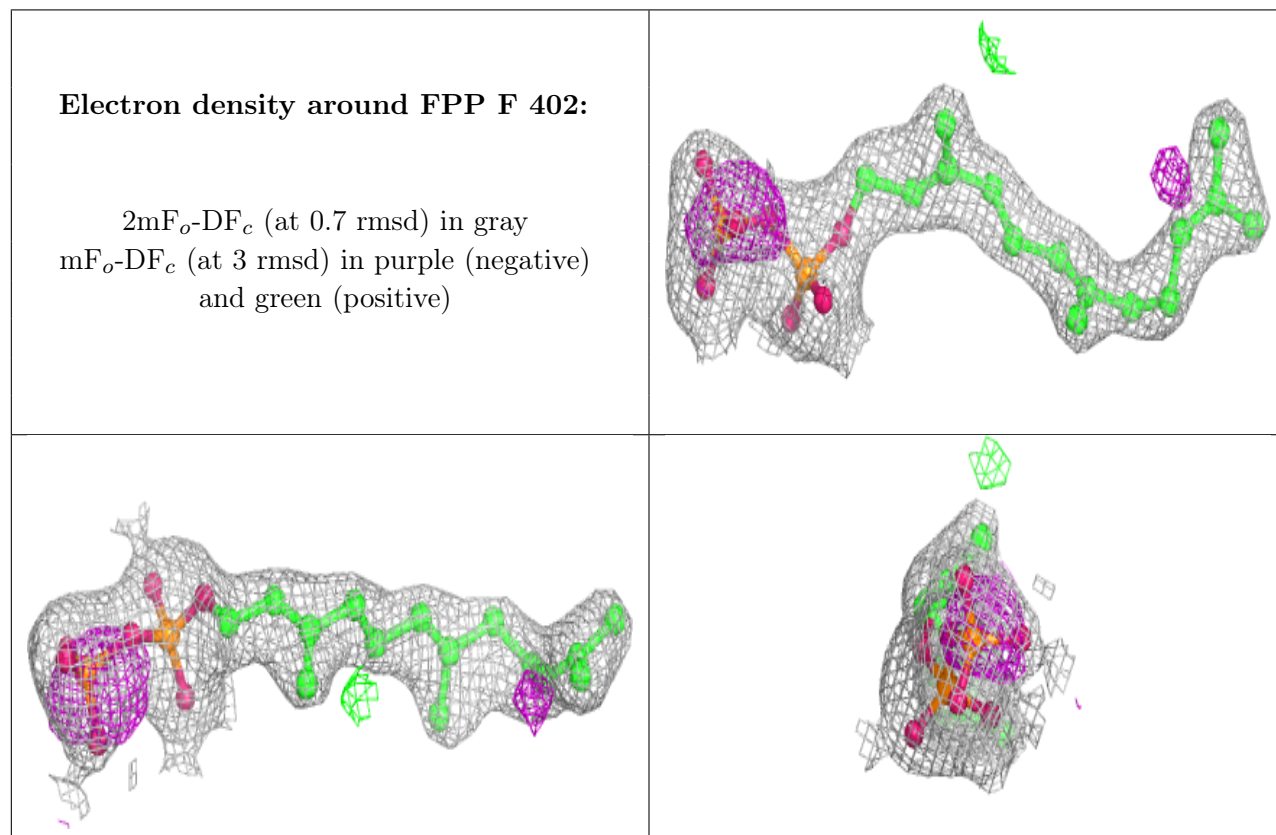 Electron density around FPP F 402:
2mFo-DFc (at 0.7 rmsd) in gray
mFo-DFc (at 3 rmsd) in purple (negative)
and green (positive)